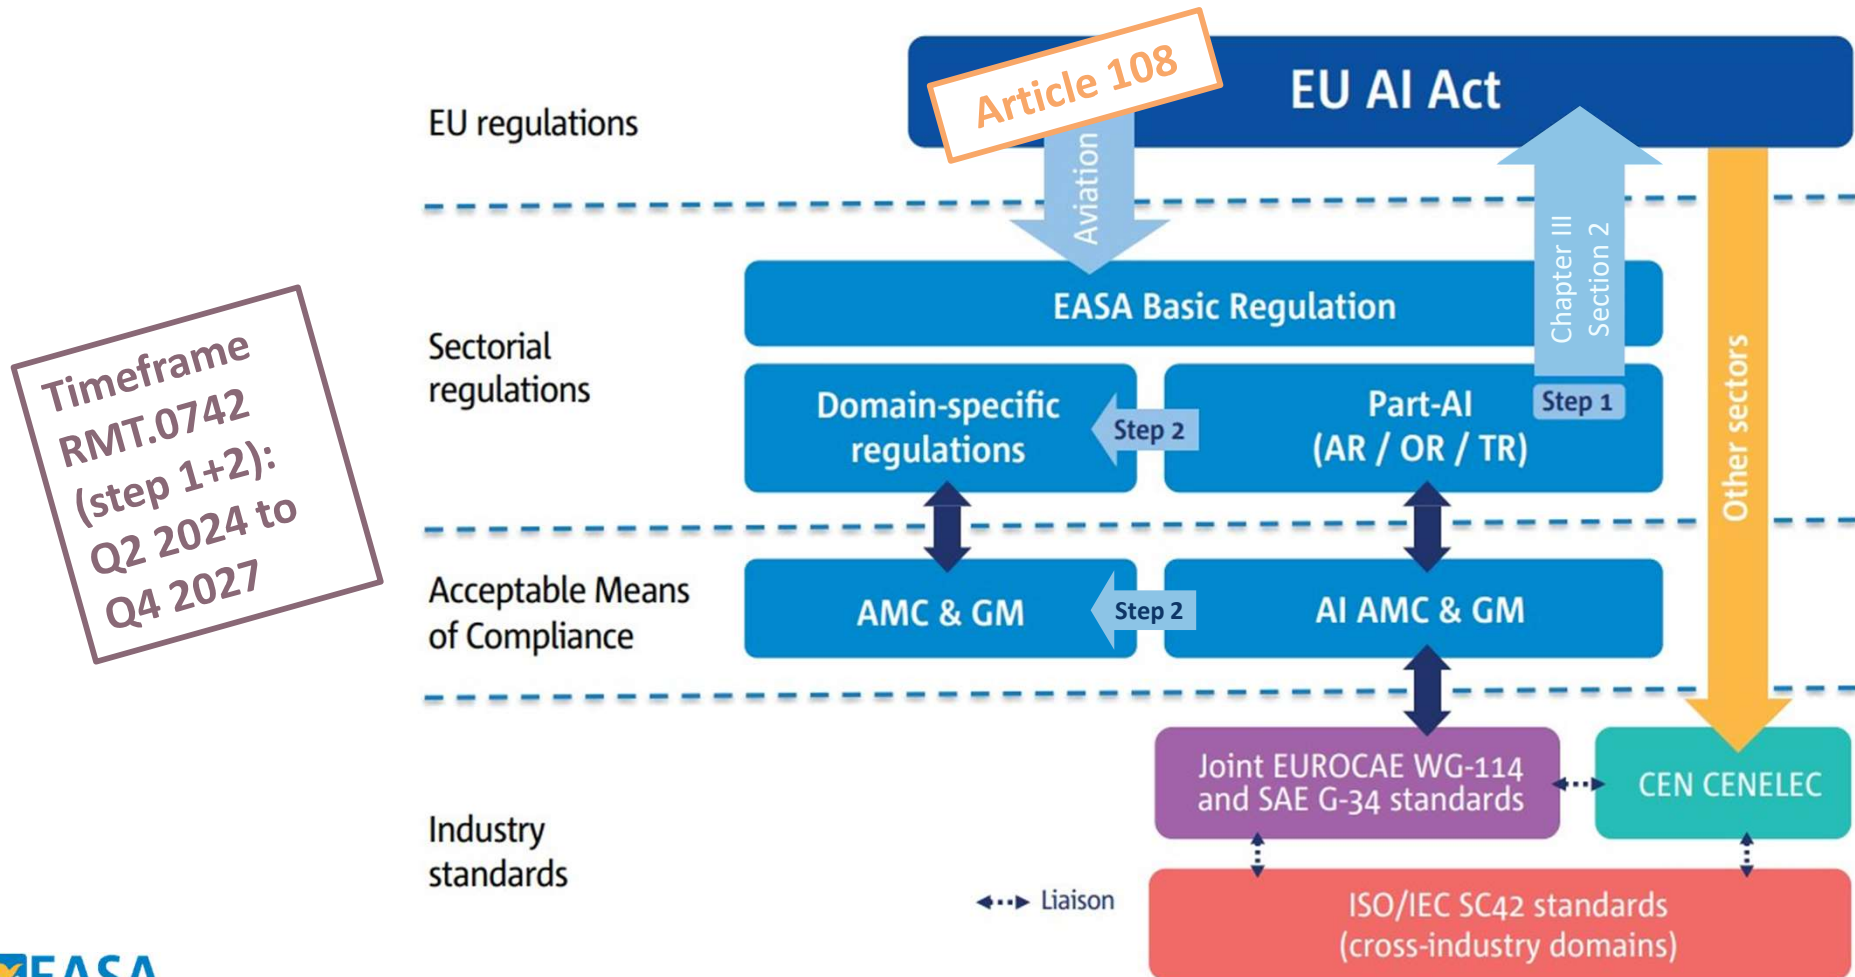 Article 108
EU AI Act
EU regulations
Aviation
Chapter III
Section 2
EASA Basic Regulation
Timeframe
RMT.0742
(step 1+2):
Q2 2024 to
Q4 2027
Sectorial
regulations
Domain-specific
regulations
Step 2
Part-AI
(AR / OR / TR)
Step 1
Other sectors
Acceptable Means
of Compliance
AMC & GM
Step 2
AI AMC & GM
Joint EUROCAE WG-114
and SAE G-34 standards
CEN CENELEC
Industry
standards
Liaison
ISO/IEC SC42 standards
(cross-industry domains)
EASA